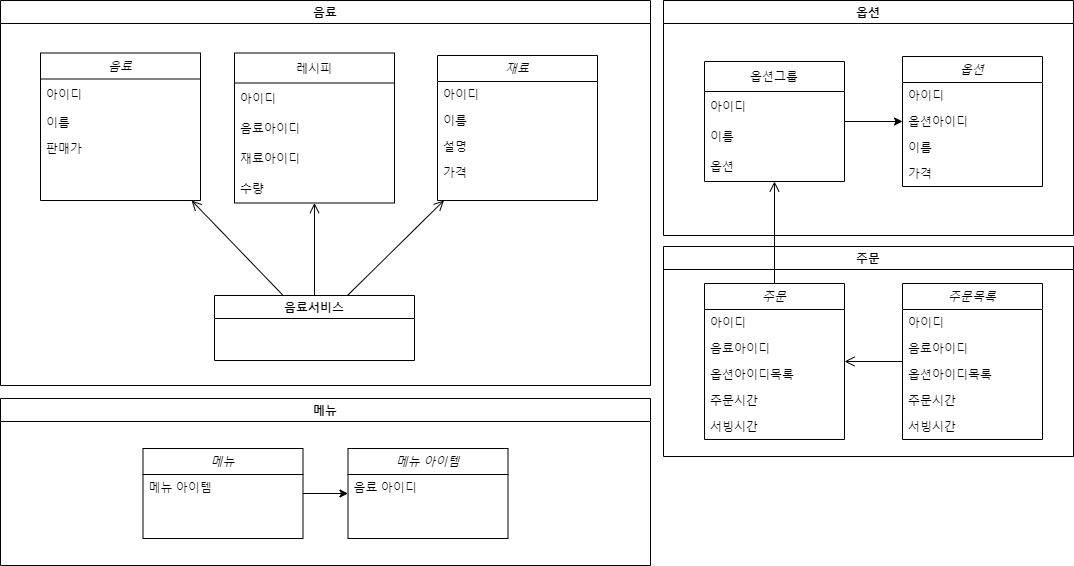 음료
음료
아이디
이름
판매가
레시피
아이디
음료아이디
재료아이디
수량
재료
아이디
이름
설명
가격
음료서비스
옵션
옵션그룹
아이디
이름
옵션
옵션
아이디
옵션아이디
이름
가격
주문
주문
아이디
음료아이디
옵션아이디목록
주문시간
서빙시간
주문목록
아이디
음료아이디
옵션아이디목록
주문시간
서빙시간
메뉴
메뉴
메뉴 아이템
메뉴 아이템
음료 아이디